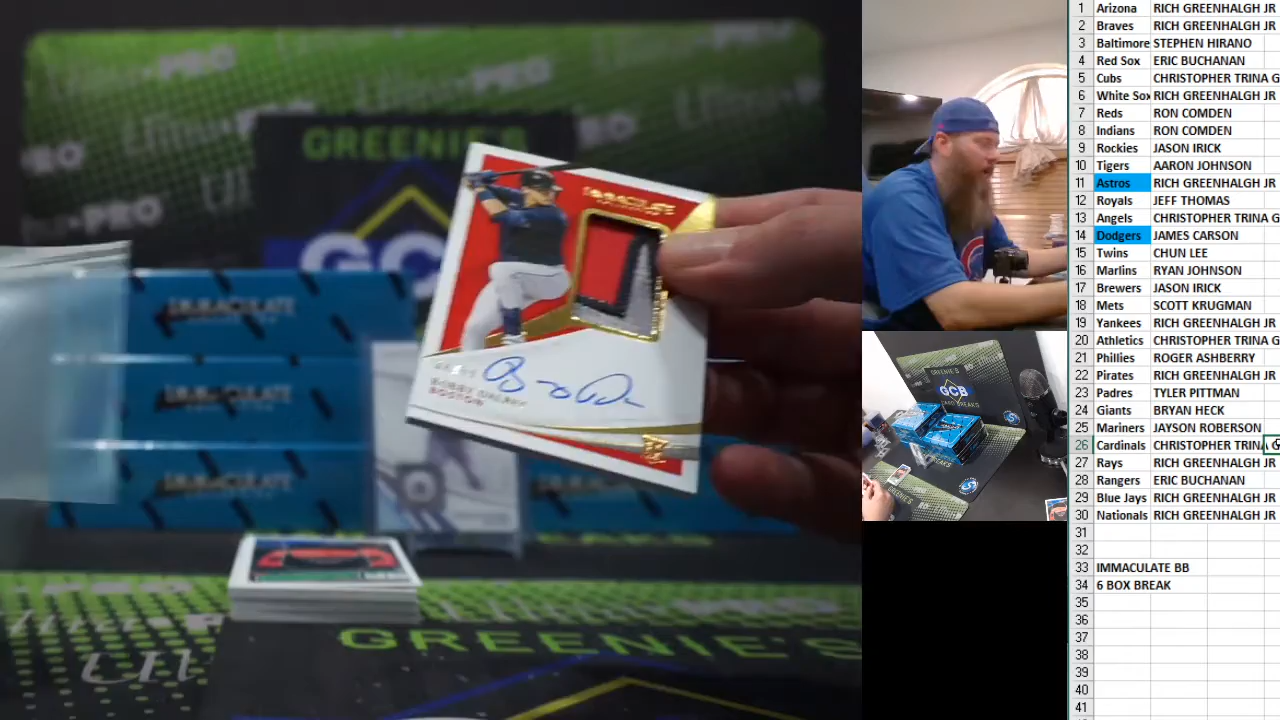 GREENIE'S
GCB
IMMACULATE
IMMACULATE
IMMACULATE
IMMACULATE
BOBBY DALBEC
BOSTON
GREENIE'S
GREENIE'S
GCB
1 Arizona RICH GREENHALGH JR
2 Braves RICH GREENHALGH JR
3 Baltimore STEPHEN HIRANO
4 Red Sox ERIC BUCHANAN
5 Cubs CHRISTOPHER TRINA G
6 White Sox RICH GREENHALGH JR
7 Reds RON COMDEN
8 Indians RON COMDEN
9 Rockies JASON IRICK
10 Tigers AARON JOHNSON
11 Astros RICH GREENHALGH JR
12 Royals JEFF THOMAS
13 Angels CHRISTOPHER TRINA G
14 Dodgers JAMES CARSON
15 Twins CHUN LEE
16 Marlins RYAN JOHNSON
17 Brewers JASON IRICK
18 Mets SCOTT KRUGMAN
19 Yankees RICH GREENHALGH JR
20 Athletics CHRISTOPHER TRINA G
21 Phillies ROGER ASHBERRY
22 Pirates RICH GREENHALGH JR
23 Padres TYLER PITTMAN
24 Giants BRYAN HECK
25 Mariners JAYSON ROBERSON
26 Cardinals CHRISTOPHER TRINA G
27 Rays RICH GREENHALGH JR
28 Rangers ERIC BUCHANAN
29 Blue Jays RICH GREENHALGH JR
30 Nationals RICH GREENHALGH JR
31
32
33 IMMACULATE BB
34 6 BOX BREAK
35
36
37
38
39
40
41